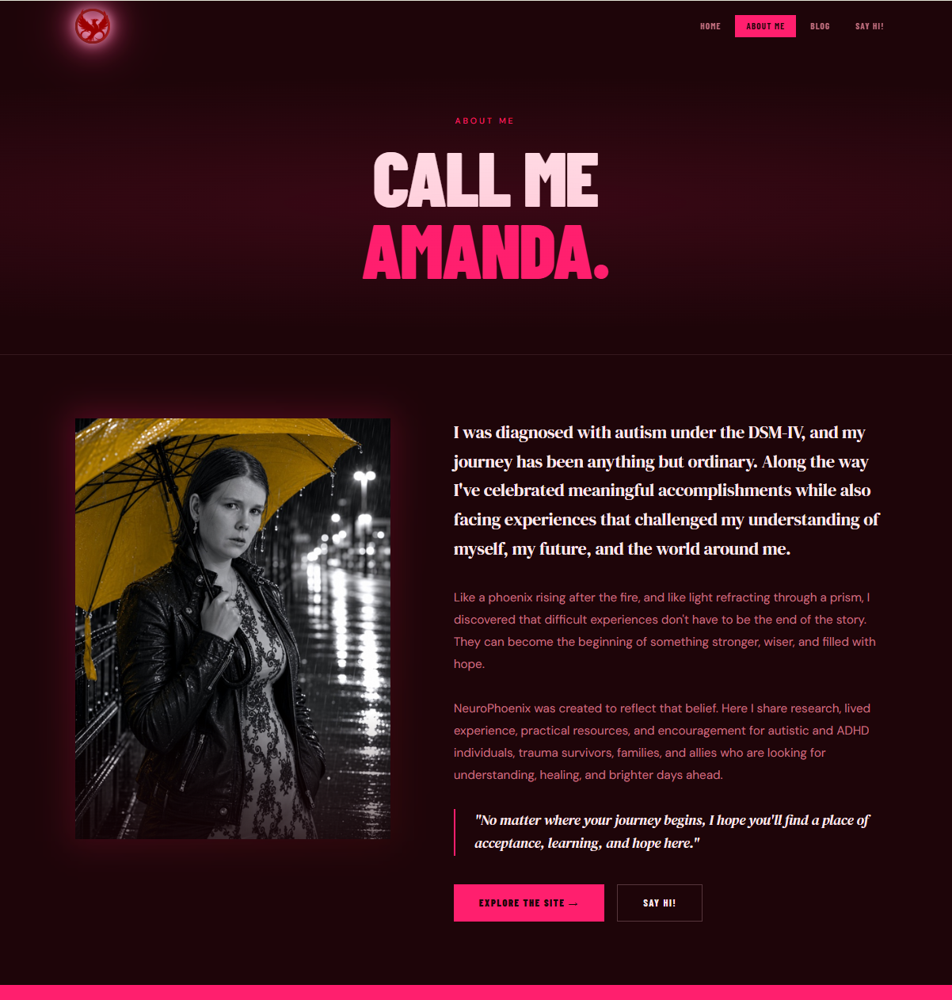 HOME ABOUT ME BLOG SAY HI!
ABOUT ME
CALL ME
AMANDA.
I was diagnosed with autism under the DSM-IV, and my
journey has been anything but ordinary. Along the way
I've celebrated meaningful accomplishments while also
facing experiences that challenged my understanding of
myself, my future, and the world around me.
Like a phoenix rising after the fire, and like light refracting through a prism, I
discovered that difficult experiences don't have to be the end of the story.
They can become the beginning of something stronger, wiser, and filled with
hope.
NeuroPhoenix was created to reflect that belief. Here I share research, lived
experience, practical resources, and encouragement for autistic and ADHD
individuals, trauma survivors, families, and allies who are looking for
understanding, healing, and brighter days ahead.
"No matter where your journey begins, I hope you'll find a place of
acceptance, learning, and hope here."
EXPLORE THE SITE → SAY HI!